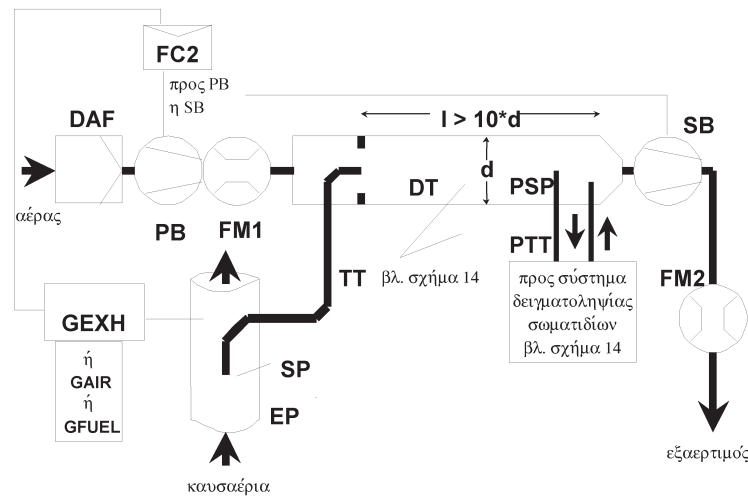 FC2
προς PB
η SB
DAF
l > 10*d
SB
d
DT
PSP
αέρας
PB
FM1
PTT
TT
βλ. σχήμα 14
προς σύστημα
δειγματοληψίας
σωματιδίων
βλ. σχήμα 14
FM2
GEXH
ή
GAIR
ή
GFUEL
SP
EP
εξαερτιμός
καυσαέρια